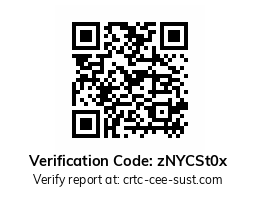 Verification Code: zNYCSt0x
Verify report at: crtc-cee-sust.com